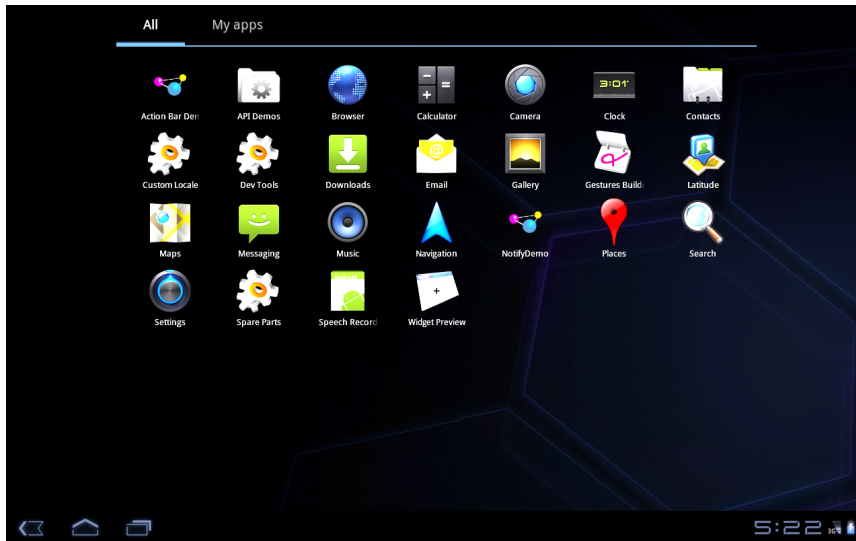 All My apps
Action Bar Den API Demos Browser Calculator Camera Clock Contacts
Custom Locale Dev Tools Downloads Email Gallery Gestures Build Latitude
Maps Messaging Music Navigation NotifyDemo Places Search
Settings Spare Parts Speech Record Widget Preview
5:22 3G